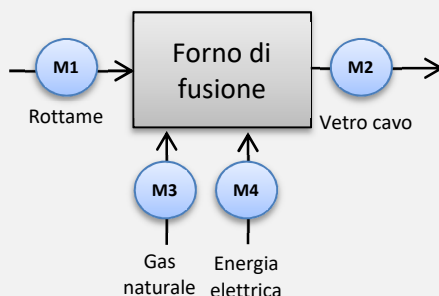 Forno di
fusione
M1
M2
Rottame
Vetro cavo
M3
M4
Gas
naturale
Energia
elettrica